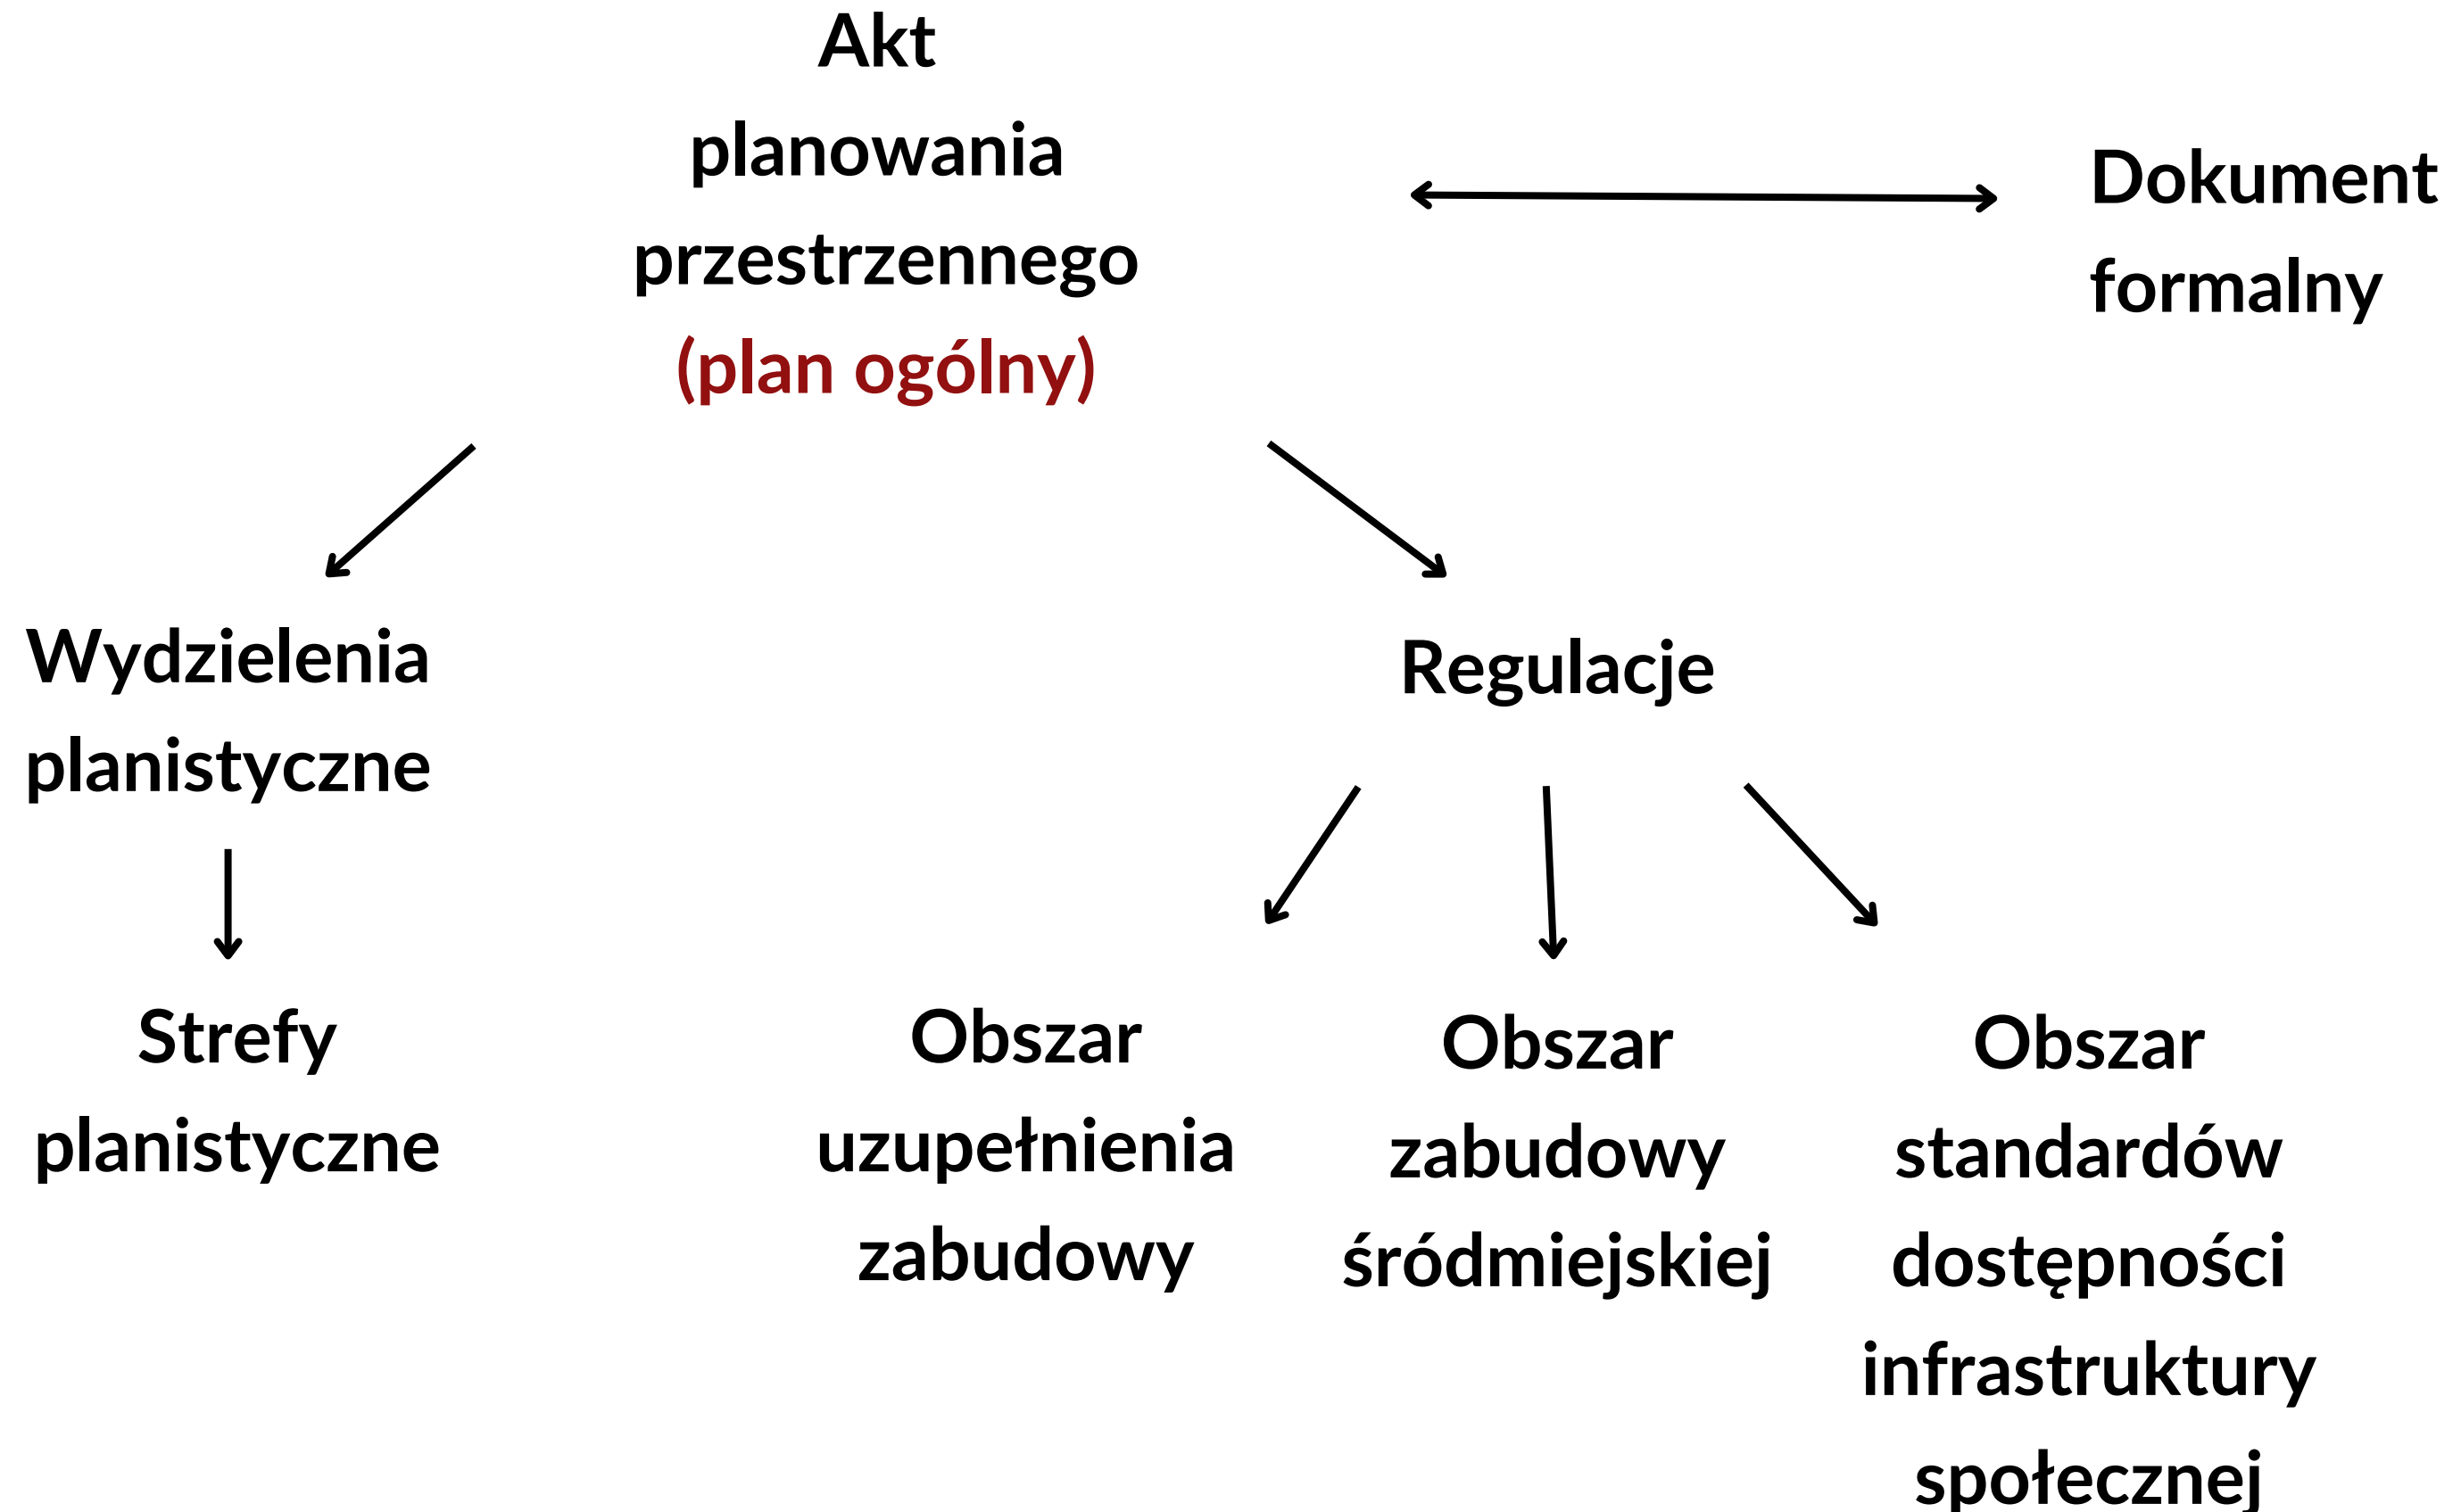 Akt
planowania
przestrzennego
(plan ogólny)
Dokument
formalny
Wydzielenia
planistyczne
Regulacje
Strefy
planistyczne
Obszar
uzupełnienia
zabudowy
Obszar
zabudowy
śródmiejskiej
Obszar
standardów
dostępności
infrastruktury
społecznej